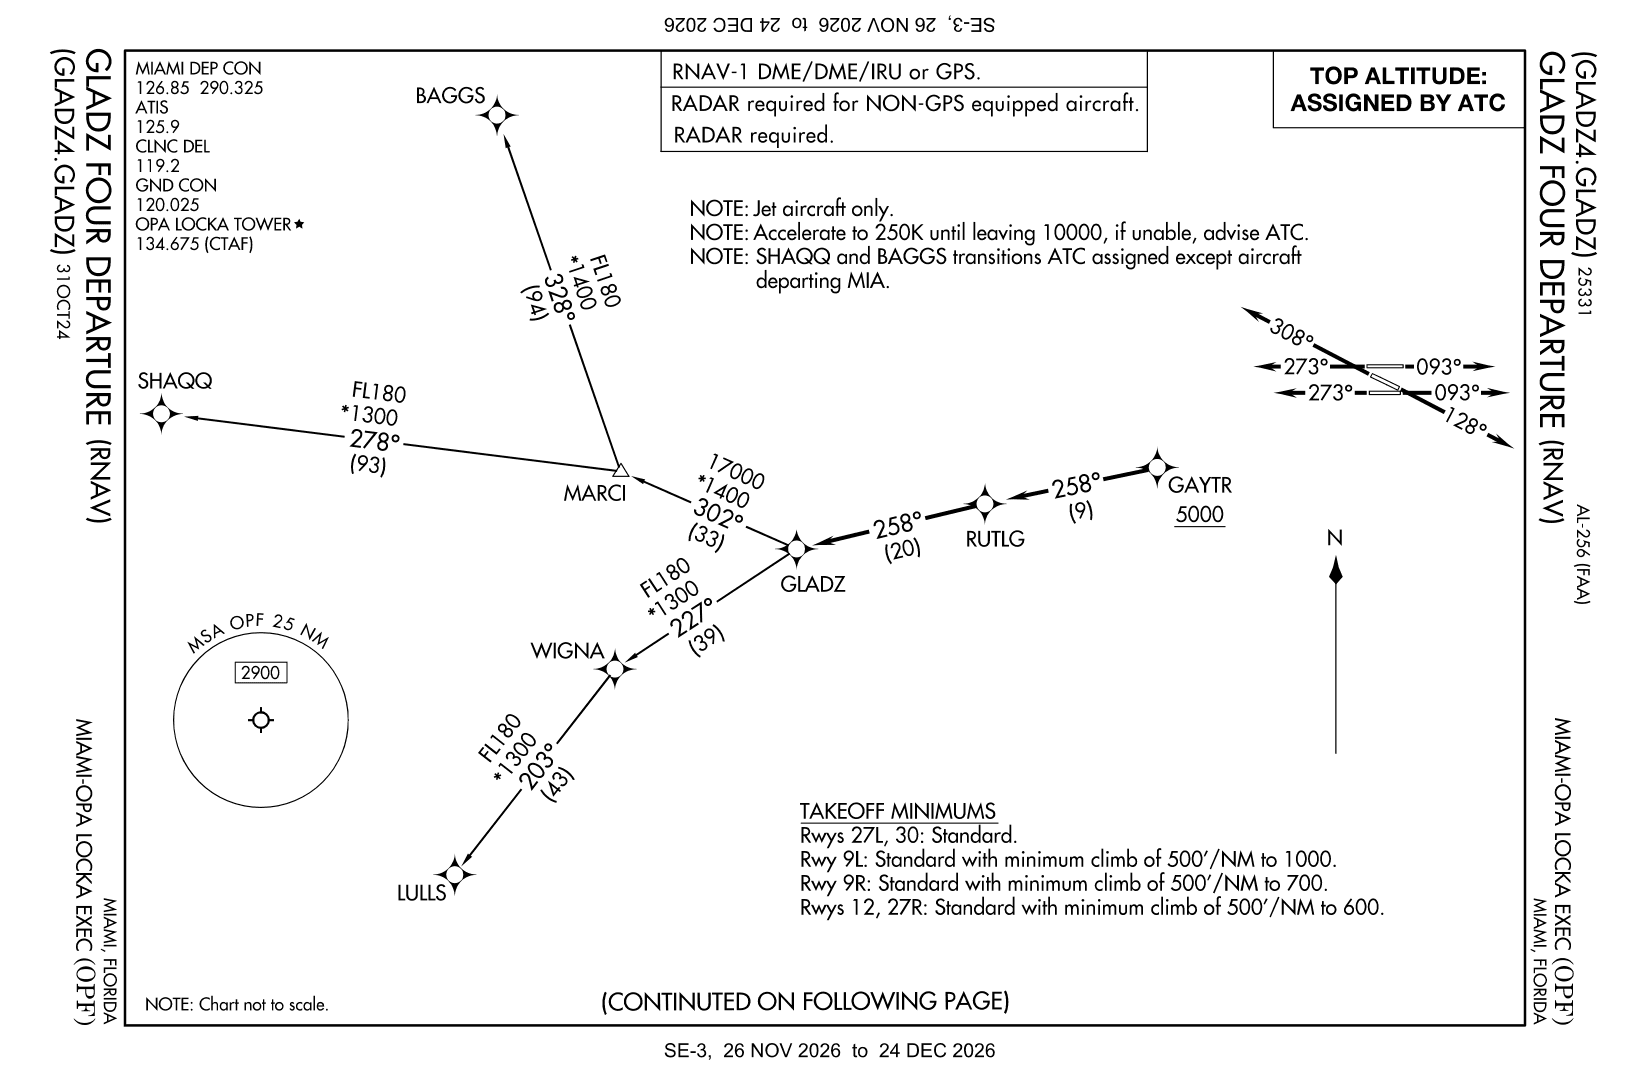 SE-3, 26 NOV 2026 to 24 DEC 2026
(GLADZ4.GLADZ) 31OCT24
GLADZ FOUR DEPARTURE (RNAV)
MIAMI-OPA LOCKA EXEC (OPF)
MIAMI, FLORIDA
MIAMI DEP CON
126.85 290.325
ATIS
125.9
CLNC DEL
119.2
GND CON
120.025
OPA LOCKA TOWER★
134.675 (CTAF)
RNAV-1 DME/DME/IRU or GPS.
RADAR required for NON-GPS equipped aircraft.
RADAR required.
TOP ALTITUDE:
ASSIGNED BY ATC
NOTE: Jet aircraft only.
NOTE: Accelerate to 250K until leaving 10000, if unable, advise ATC.
NOTE: SHAQQ and BAGGS transitions ATC assigned except aircraft
departing MIA.
BAGGS
FL180
*1400
328°
(94)
SHAQQ
FL180
*1300
278°
(93)
MARCI
17000
*1400
302°
(33)
GLADZ
258°
(20)
RUTLG
258°
(9)
GAYTR
5000
308°
273°
093°
273°
093°
128°
N
FL180
*1300
227°
(39)
WIGNA
FL180
*1300
203°
(43)
LULLS
MSA OPF 25 NM
2900
TAKEOFF MINIMUMS
Rwys 27L, 30: Standard.
Rwy 9L: Standard with minimum climb of 500'/NM to 1000.
Rwy 9R: Standard with minimum climb of 500'/NM to 700.
Rwys 12, 27R: Standard with minimum climb of 500'/NM to 600.
NOTE: Chart not to scale.
(CONTINUTED ON FOLLOWING PAGE)
(GLADZ4.GLADZ) 25331
GLADZ FOUR DEPARTURE (RNAV)
AL-256 (FAA)
MIAMI-OPA LOCKA EXEC (OPF)
MIAMI, FLORIDA
SE-3, 26 NOV 2026 to 24 DEC 2026